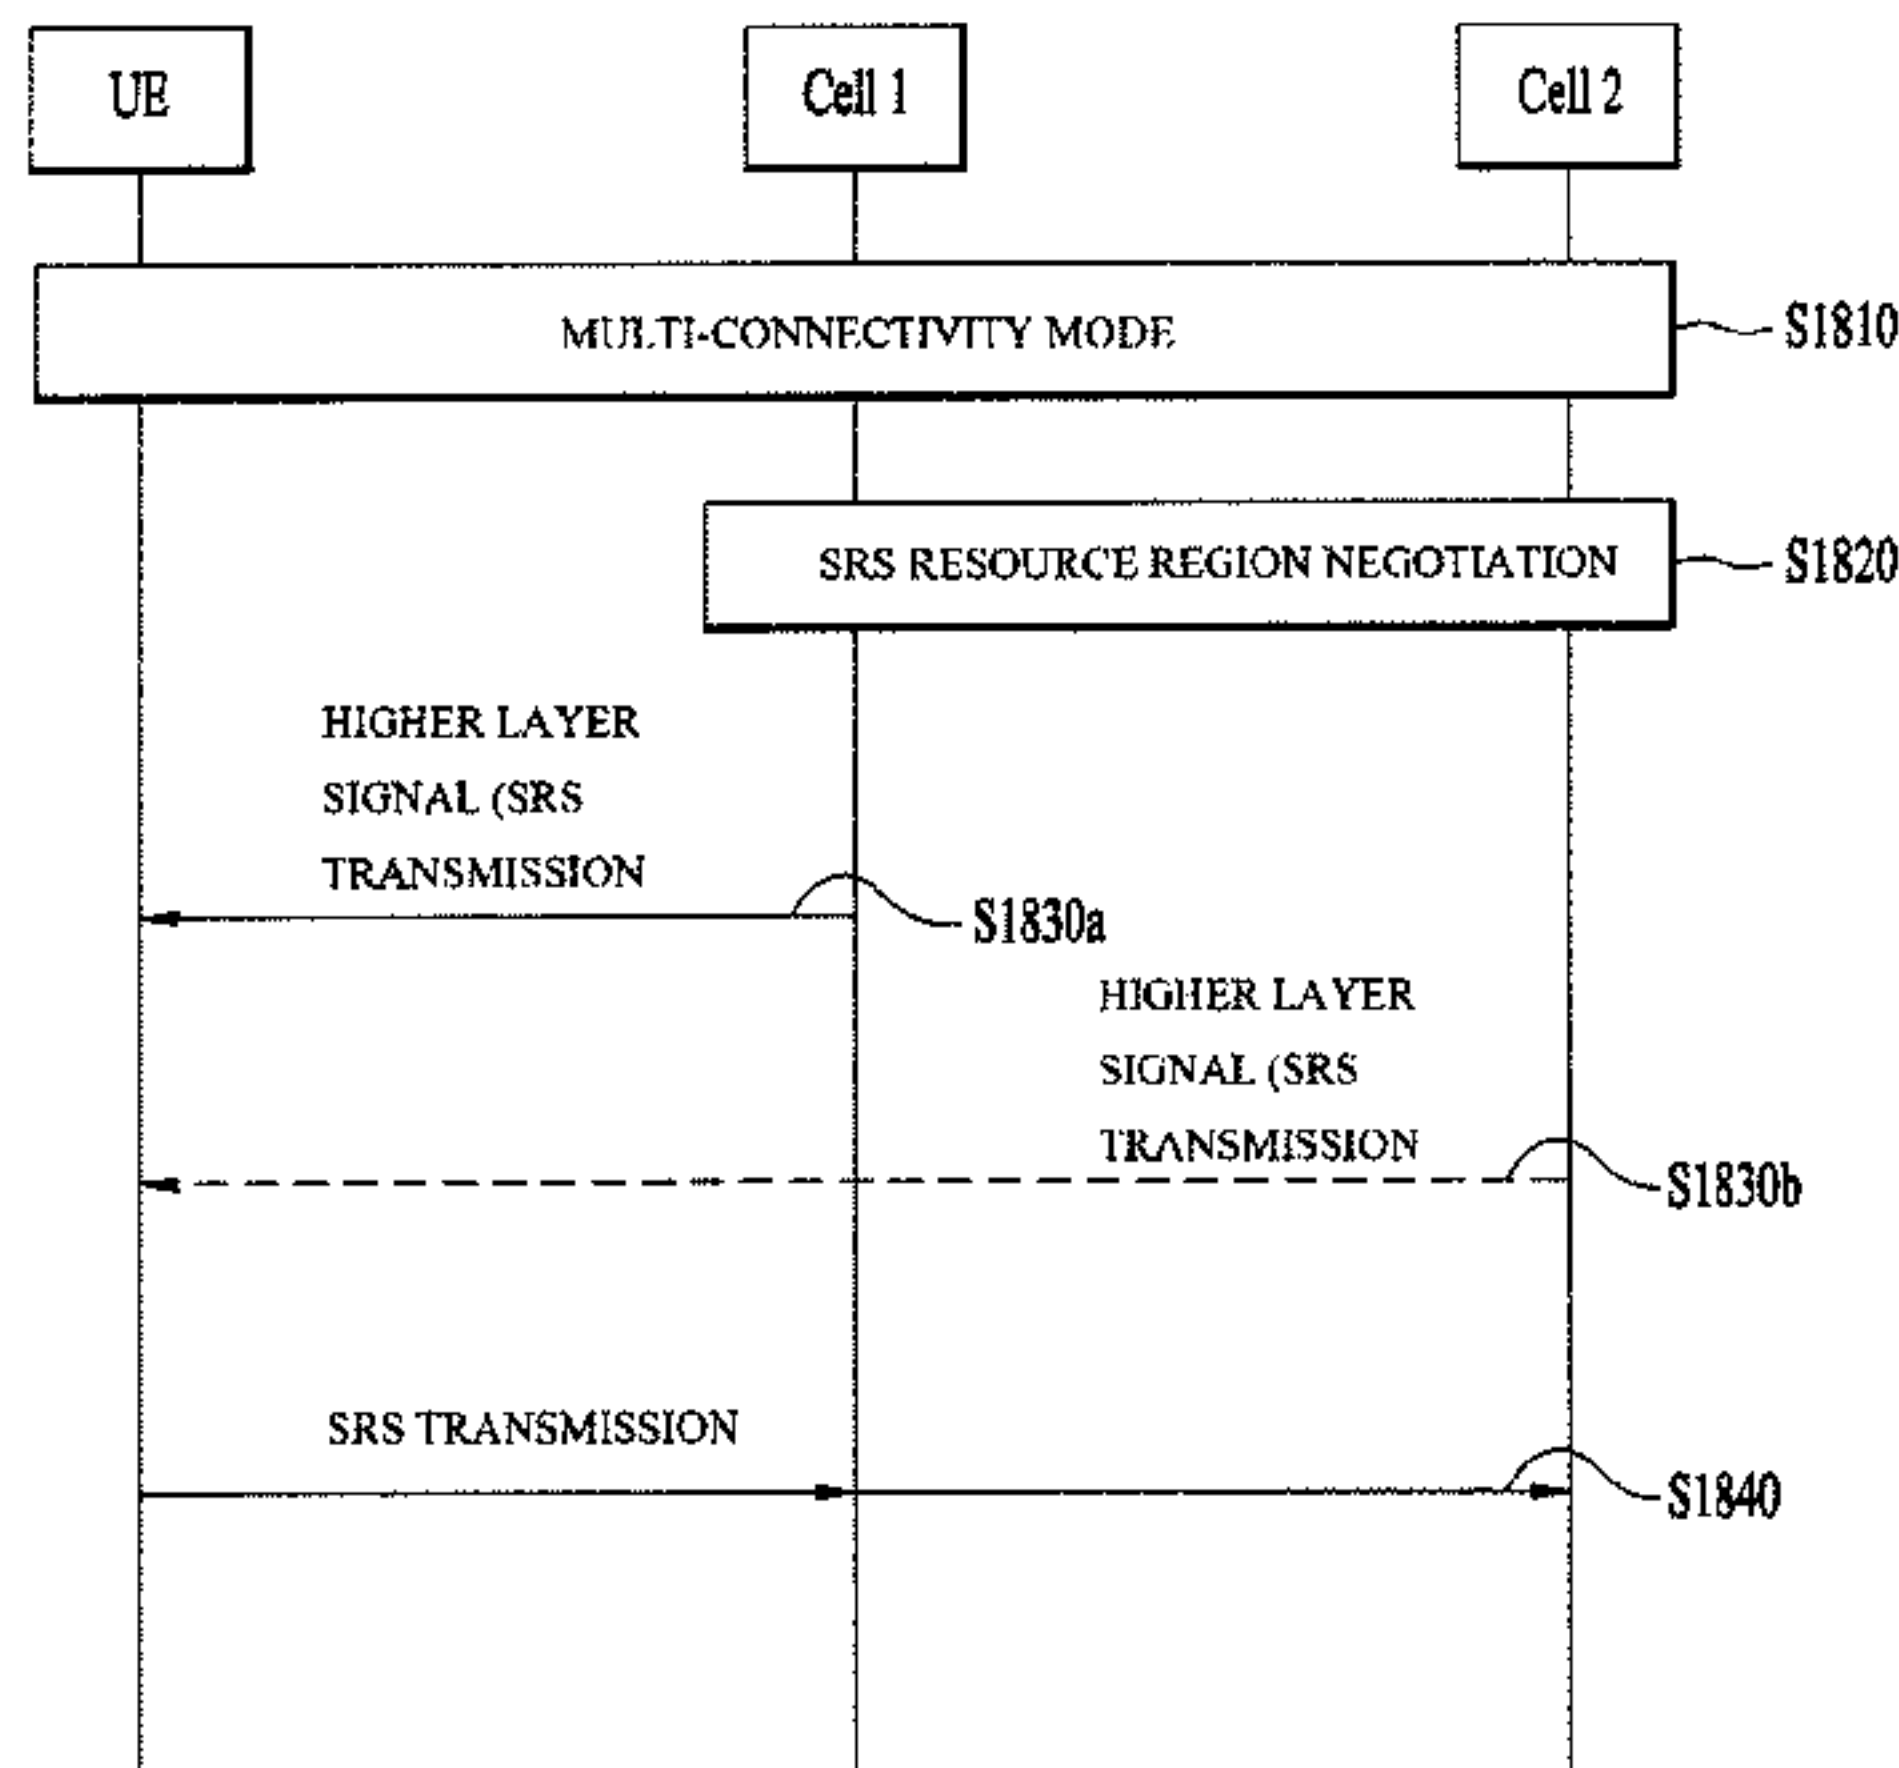 UE
Cell 1
Cell 2
MULTI-CONNECTIVITY MODE
S1810
SRS RESOURCE REGION NEGOTIATION
S1820
HIGHER LAYER
SIGNAL (SRS
TRANSMISSION
S1830a
HIGHER LAYER
SIGNAL (SRS
TRANSMISSION
S1830b
SRS TRANSMISSION
S1840